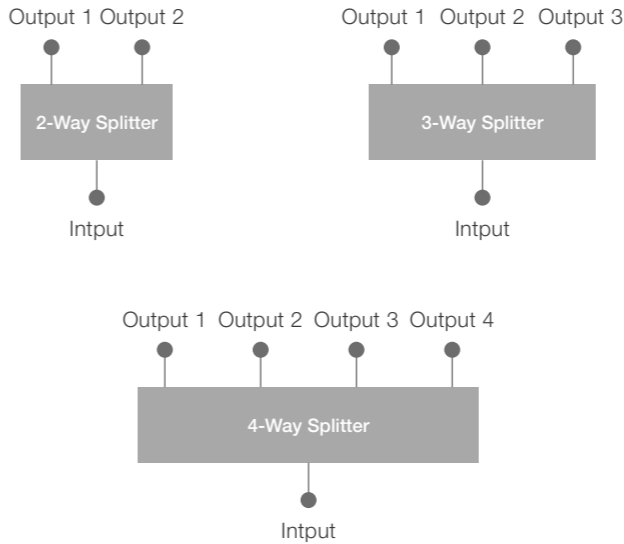 Output 1 Output 2
2-Way Splitter
Intput
Output 1 Output 2 Output 3
3-Way Splitter
Intput
Output 1 Output 2 Output 3 Output 4
4-Way Splitter
Intput